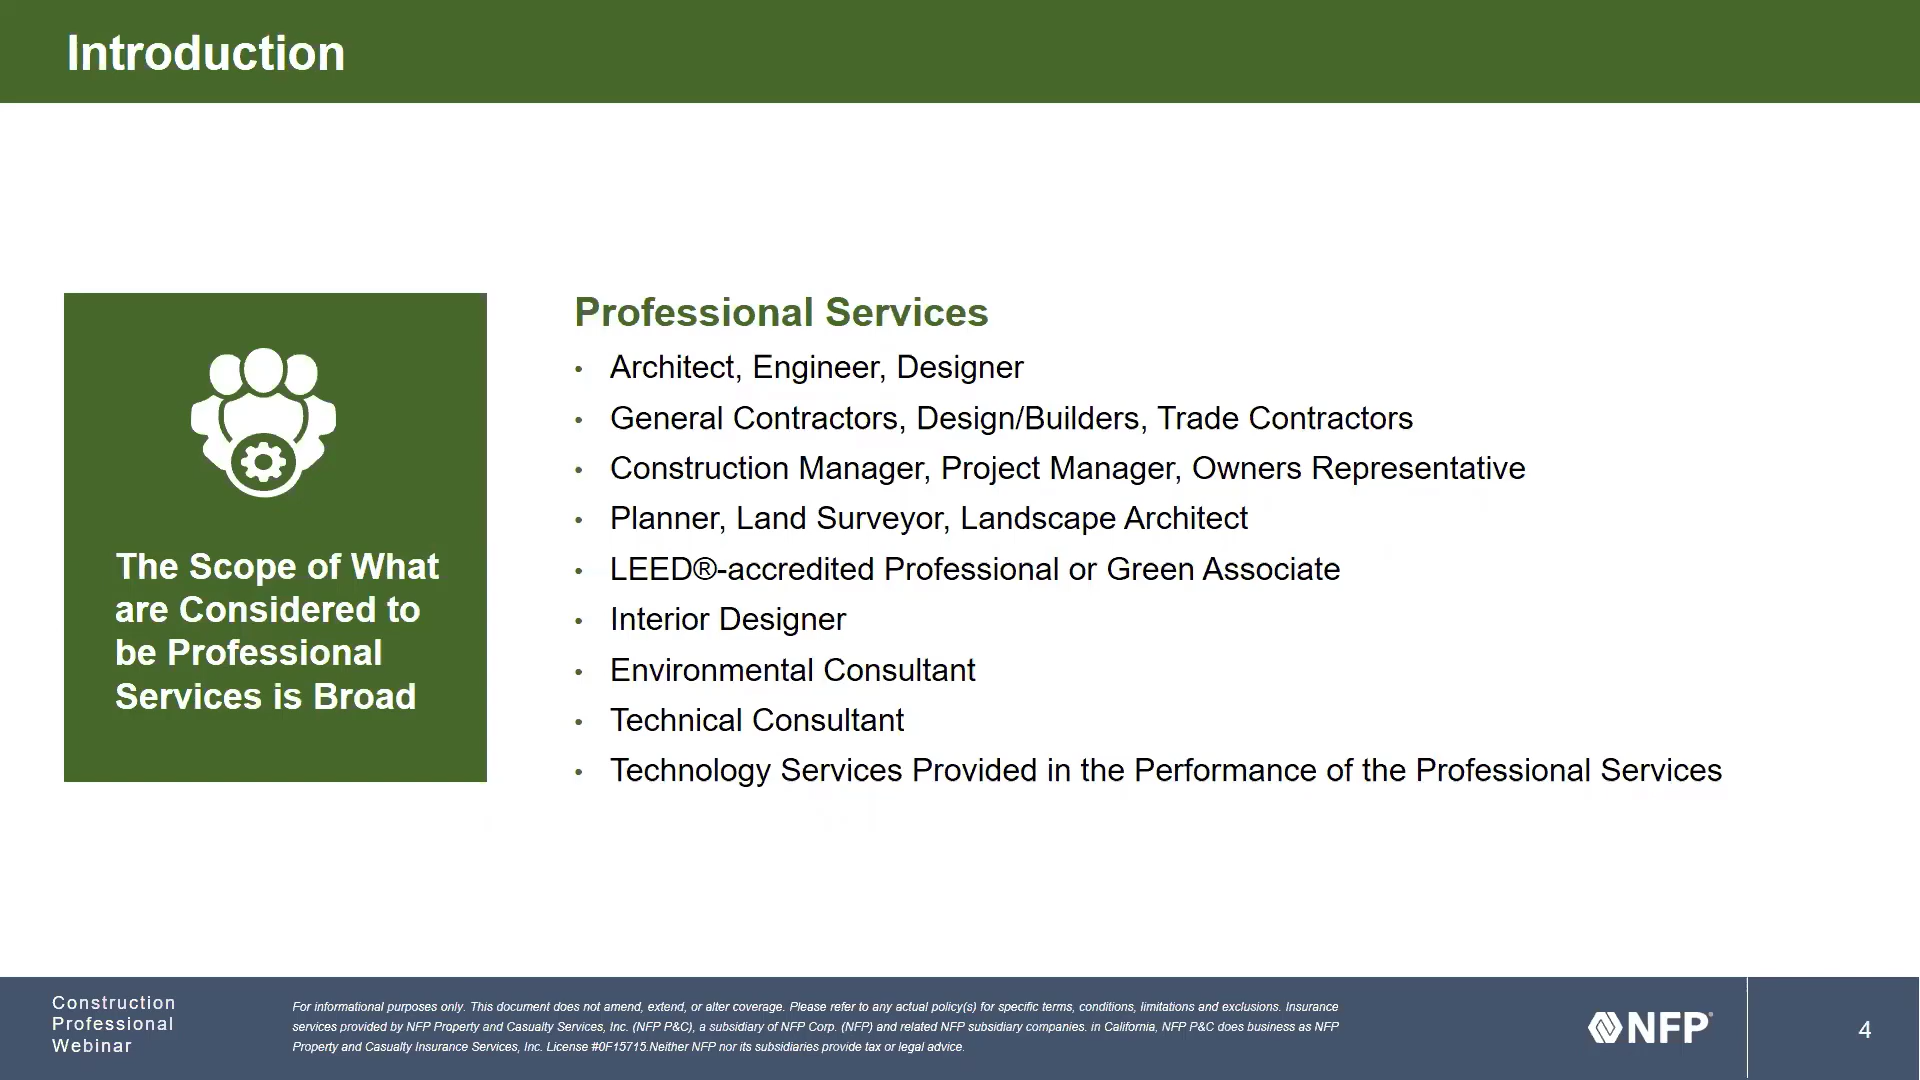 Introduction
The Scope of What
are Considered to
be Professional
Services is Broad
Professional Services
• Architect, Engineer, Designer
• General Contractors, Design/Builders, Trade Contractors
• Construction Manager, Project Manager, Owners Representative
• Planner, Land Surveyor, Landscape Architect
• LEED®-accredited Professional or Green Associate
• Interior Designer
• Environmental Consultant
• Technical Consultant
• Technology Services Provided in the Performance of the Professional Services
Construction
Professional
Webinar
For informational purposes only. This document does not amend, extend, or alter coverage. Please refer to any actual policy(s) for specific terms, conditions, limitations and exclusions. Insurance
services provided by NFP Property and Casualty Services, Inc. (NFP P&C), a subsidiary of NFP Corp. (NFP) and related NFP subsidiary companies. in California, NFP P&C does business as NFP
Property and Casualty Insurance Services, Inc. License #0F15715.Neither NFP nor its subsidiaries provide tax or legal advice.
NFP®
4